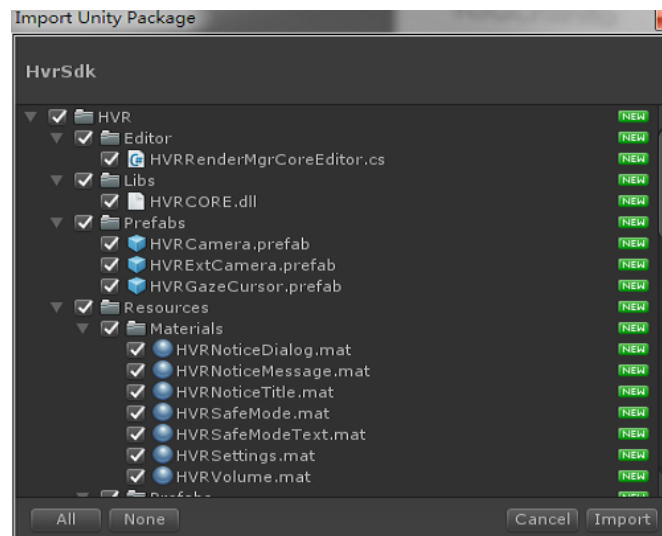 Import Unity Package
HvrSdk
HVR NEW
Editor NEW
HVRRenderMgrCoreEditor.cs NEW
Libs NEW
HVRCORE.dll NEW
Prefabs NEW
HVRCamera.prefab NEW
HVRExtCamera.prefab NEW
HVRGazeCursor.prefab NEW
Resources NEW
Materials NEW
HVRNoticeDialog.mat NEW
HVRNoticeMessage.mat NEW
HVRNoticeTitle.mat NEW
HVRSafeMode.mat NEW
HVRSafeModeText.mat NEW
HVRSettings.mat NEW
HVRVolume.mat NEW
Prefabs NEW
All None Cancel Import